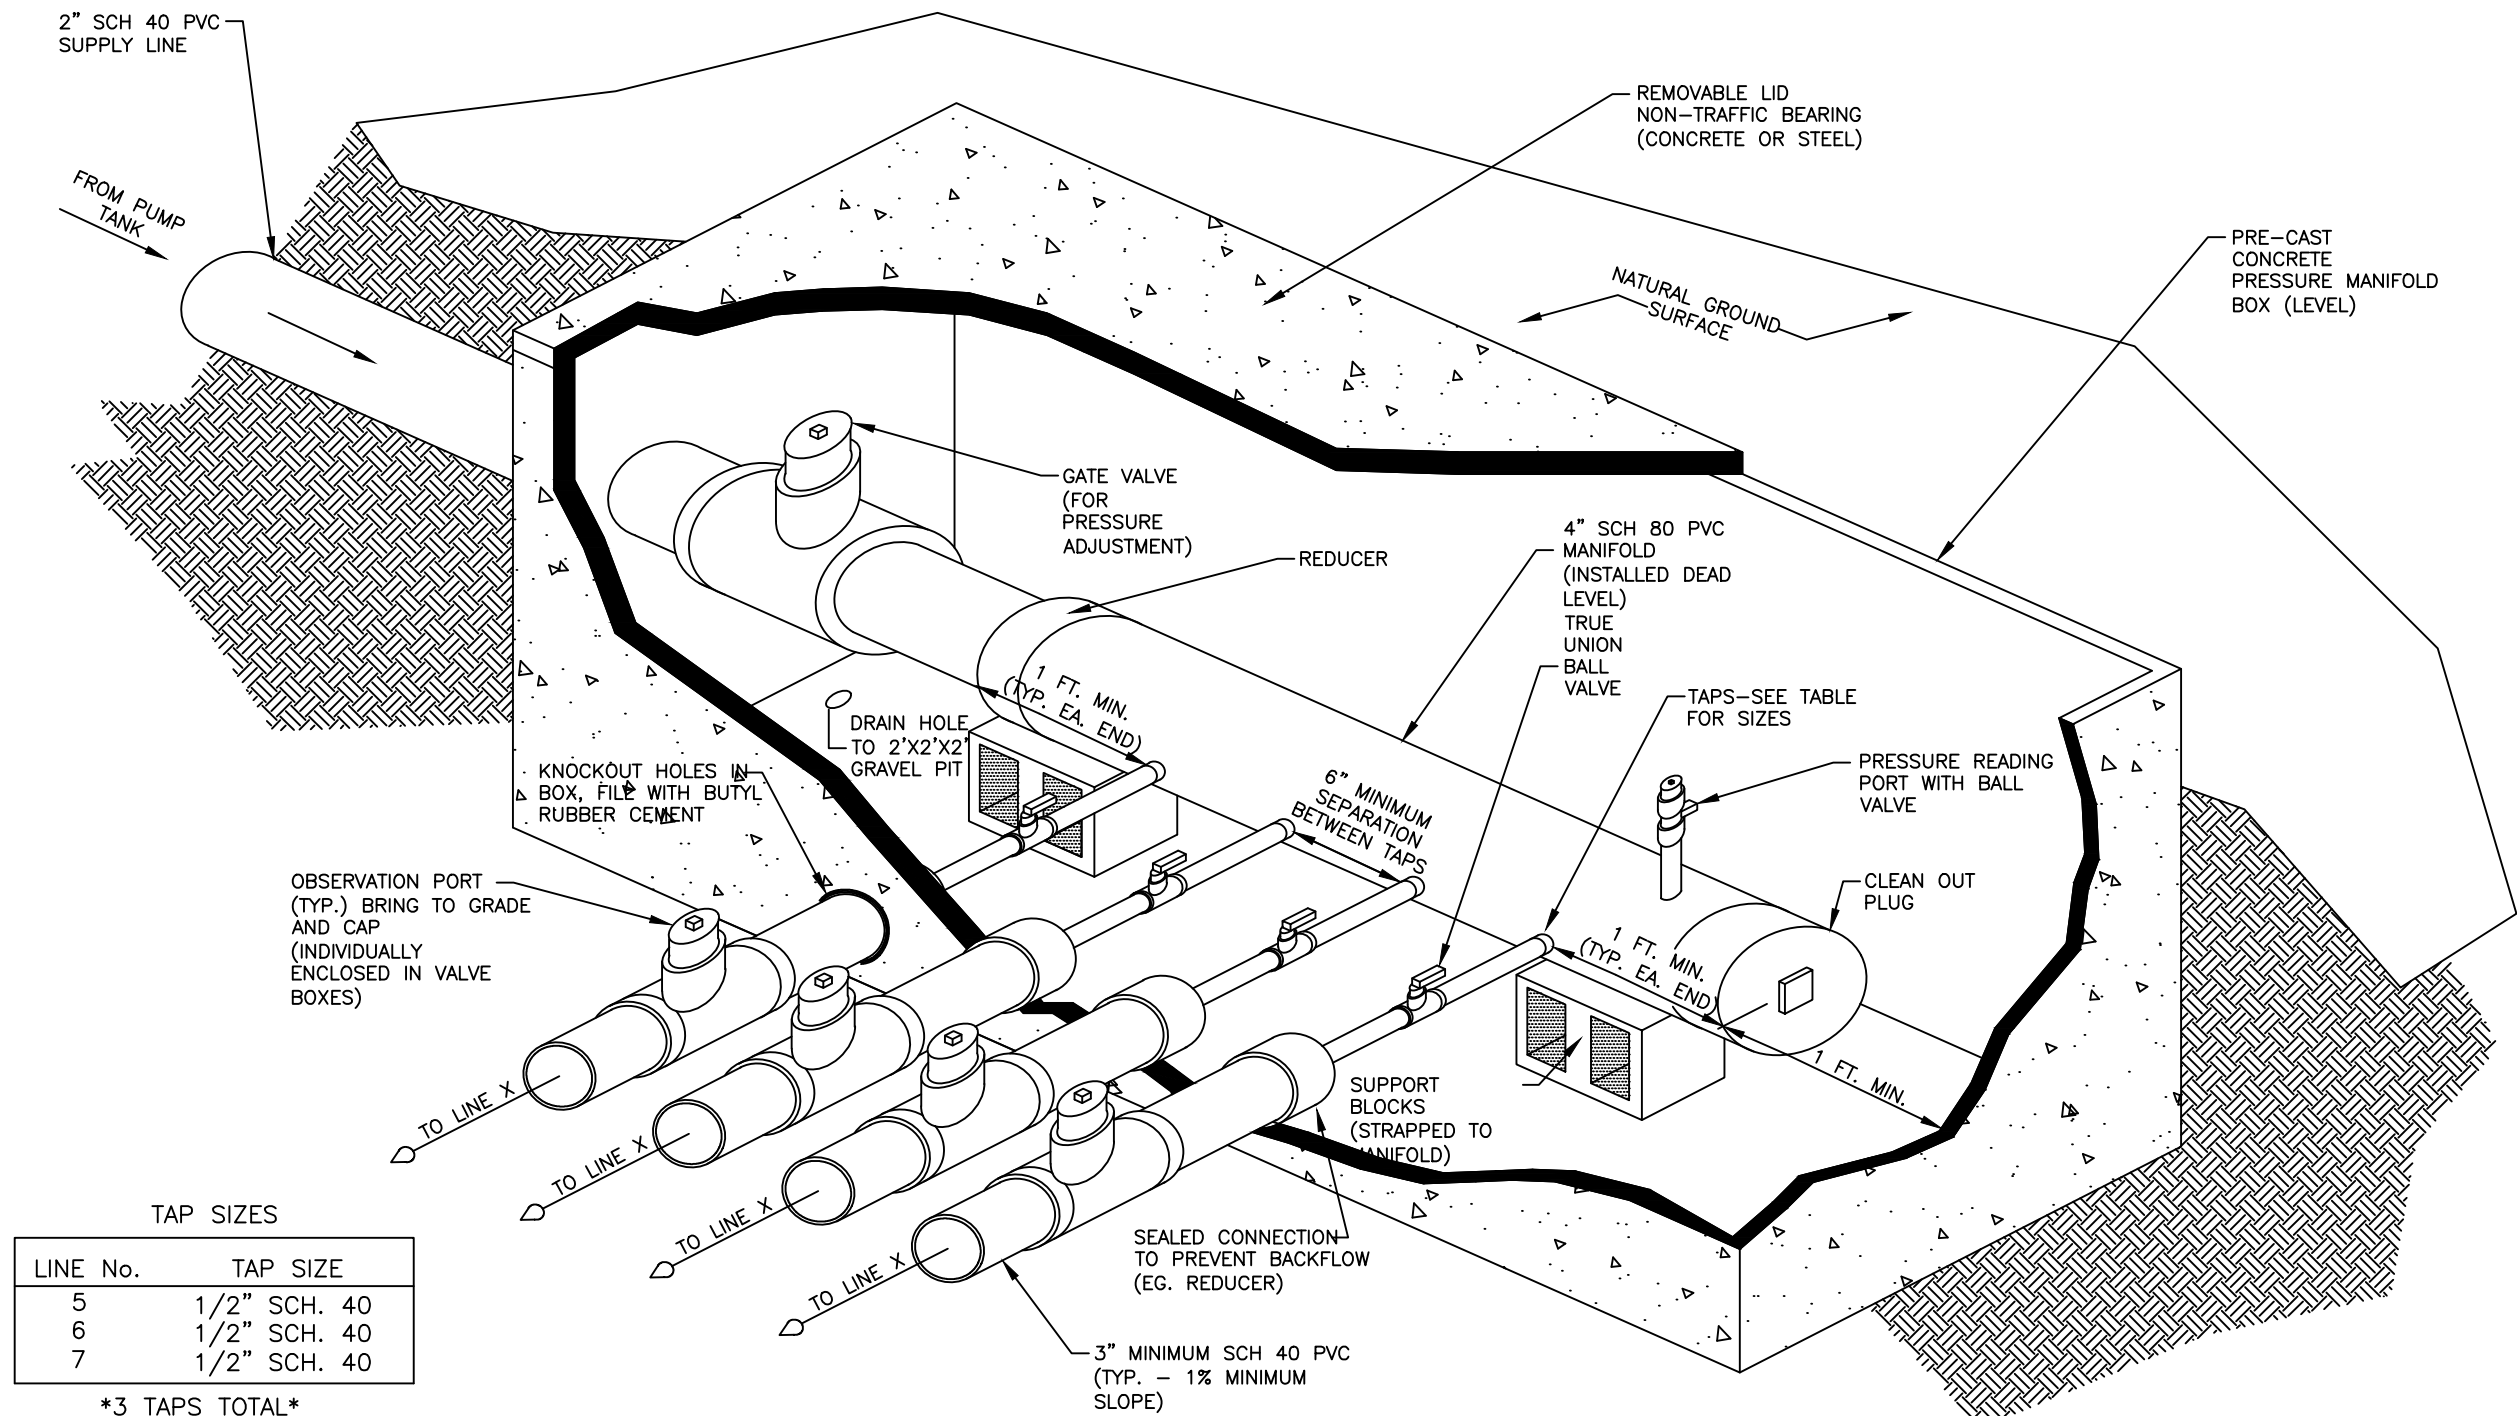 2" SCH 40 PVC
SUPPLY LINE
FROM PUMP
TANK
REMOVABLE LID
NON-TRAFFIC BEARING
(CONCRETE OR STEEL)
PRE-CAST
CONCRETE
PRESSURE MANIFOLD
BOX (LEVEL)
NATURAL GROUND
SURFACE
GATE VALVE
(FOR
PRESSURE
ADJUSTMENT)
REDUCER
4" SCH 80 PVC
MANIFOLD
(INSTALLED DEAD
LEVEL)
TRUE
UNION
BALL
VALVE
TAPS-SEE TABLE
FOR SIZES
PRESSURE READING
PORT WITH BALL
VALVE
CLEAN OUT
PLUG
1 FT. MIN.
(TYP. EA. END)
DRAIN HOLE
TO 2'X2'X2'
GRAVEL PIT
KNOCKOUT HOLES IN
BOX, FILL WITH BUTYL
RUBBER CEMENT
6" MINIMUM
SEPARATION
BETWEEN TAPS
OBSERVATION PORT
(TYP.) BRING TO GRADE
AND CAP
(INDIVIDUALLY
ENCLOSED IN VALVE
BOXES)
1 FT. MIN.
(TYP. EA. END)
1 FT. MIN.
SUPPORT
BLOCKS
(STRAPPED TO
MANIFOLD)
TO LINE X
TO LINE X
TO LINE X
TO LINE X
SEALED CONNECTION
TO PREVENT BACKFLOW
(EG. REDUCER)
3" MINIMUM SCH 40 PVC
(TYP. - 1% MINIMUM
SLOPE)
TAP SIZES
LINE No. TAP SIZE
5 1/2" SCH. 40
6 1/2" SCH. 40
7 1/2" SCH. 40
*3 TAPS TOTAL*